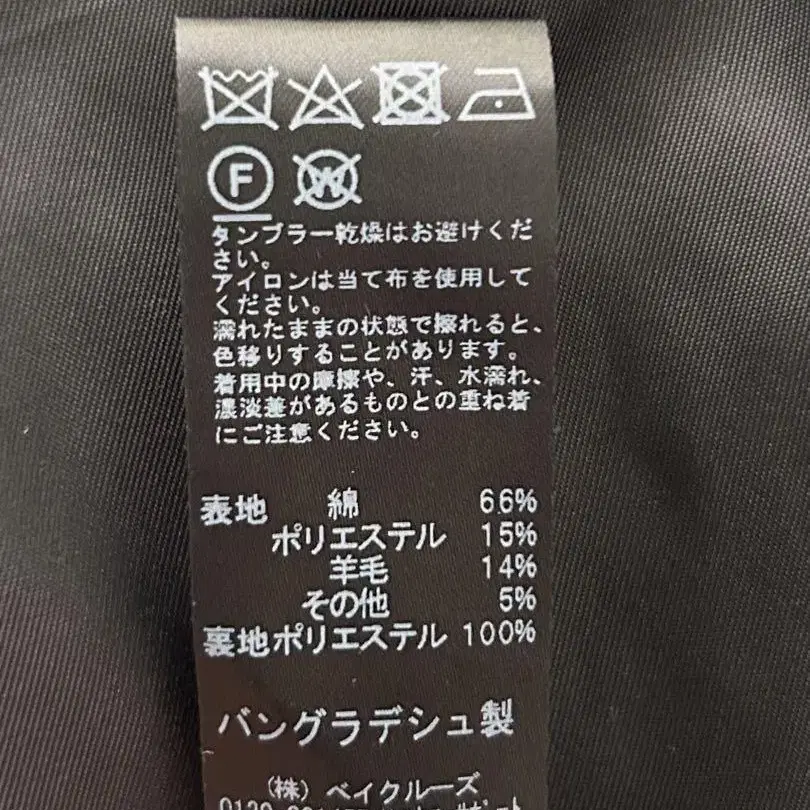 F W
タンブラー乾燥はお避けくだ
さい。
アイロンは当て布を使用して
ください。
濡れたままの状態で擦れると、
色移りすることがあります。
着用中の摩擦や、汗、水濡れ、
濃淡差があるものとの重ね着
にご注意ください。
表地 綿 66%
ポリエステル 15%
羊毛 14%
その他 5%
裏地ポリエステル 100%
バングラデシュ製
(株)ベイクルーズ